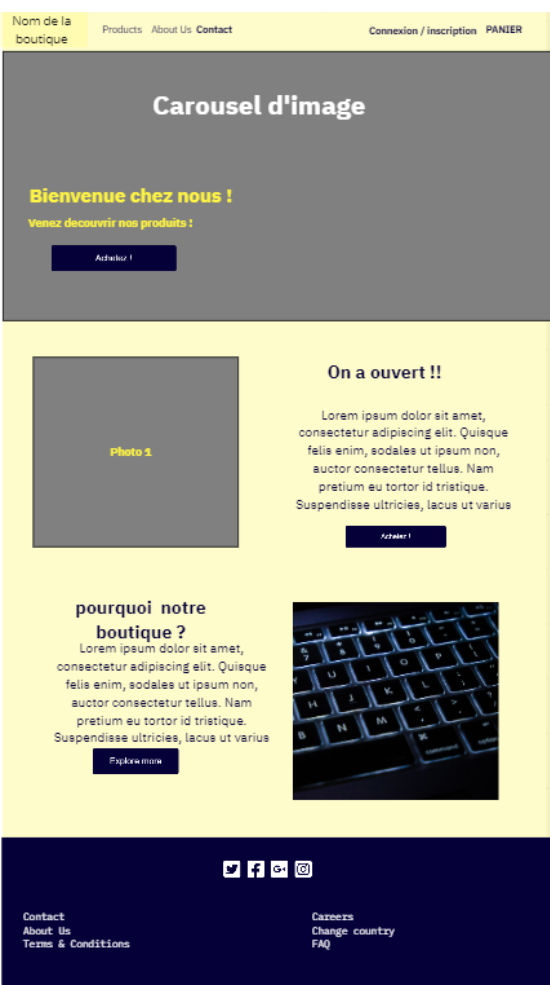 Nom de la
boutique
Products About Us Contact
Connexion / inscription PANIER
Carousel d'image
Bienvenue chez nous !
Venez decouvrir nos produits !
Achetez !
Photo 1
On a ouvert !!
Lorem ipsum dolor sit amet,
consectetur adipiscing elit. Quisque
felis enim, sodales ut ipsum non,
auctor consectetur tellus. Nam
pretium eu tortor id tristique.
Suspendisse ultricies, lacus ut varius
Acheter !
pourquoi notre
boutique ?
Lorem ipsum dolor sit amet,
consectetur adipiscing elit. Quisque
felis enim, sodales ut ipsum non,
auctor consectetur tellus. Nam
pretium eu tortor id tristique.
Suspendisse ultricies, lacus ut varius
Explore more
& 7 8 9
U I O P
H J K L
B N M < >
⌘
command option
Contact
About Us
Terms & Conditions
Careers
Change country
FAQ